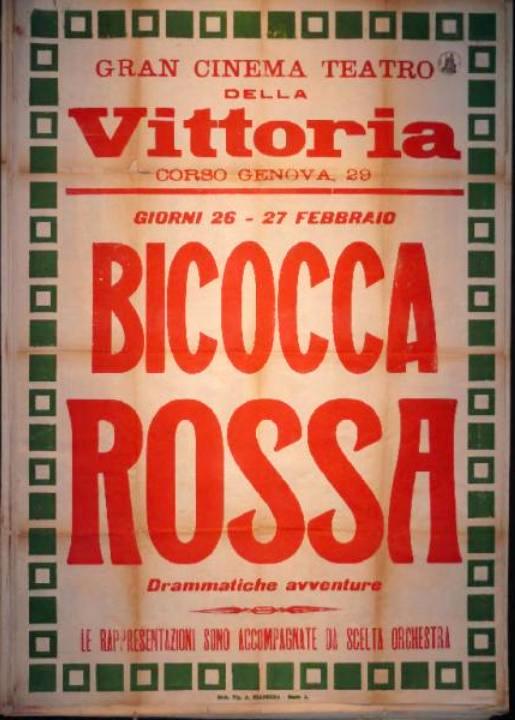 GRAN CINEMA TEATRO
DELLA
Vittoria
CORSO GENOVA, 29
GIORNI 26 - 27 FEBBRAIO
BICOCCA
ROSSA
Drammatiche avventure
LE RAPPRESENTAZIONI SONO ACCOMPAGNATE DA SCELTA ORCHESTRA